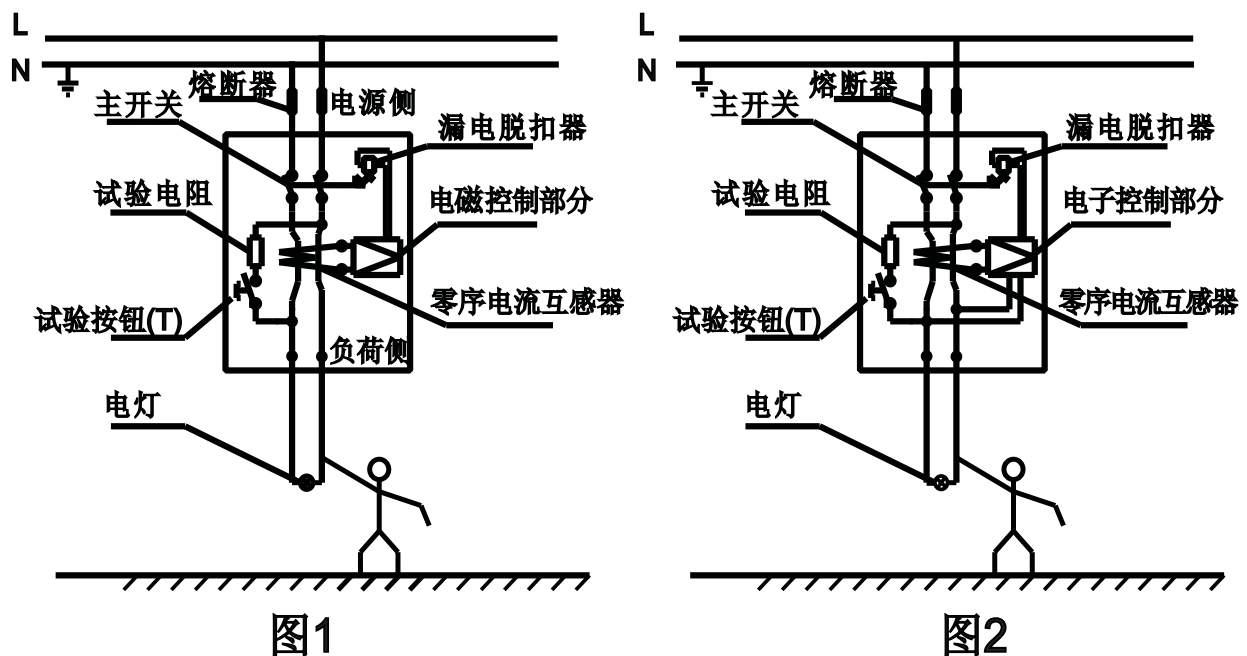 L
N
熔断器
电源侧
主开关
漏电脱扣器
试验电阻
电磁控制部分
零序电流互感器
试验按钮(T)
负荷侧
电灯
图1
L
N
熔断器
主开关
漏电脱扣器
试验电阻
电子控制部分
零序电流互感器
试验按钮(T)
电灯
图2